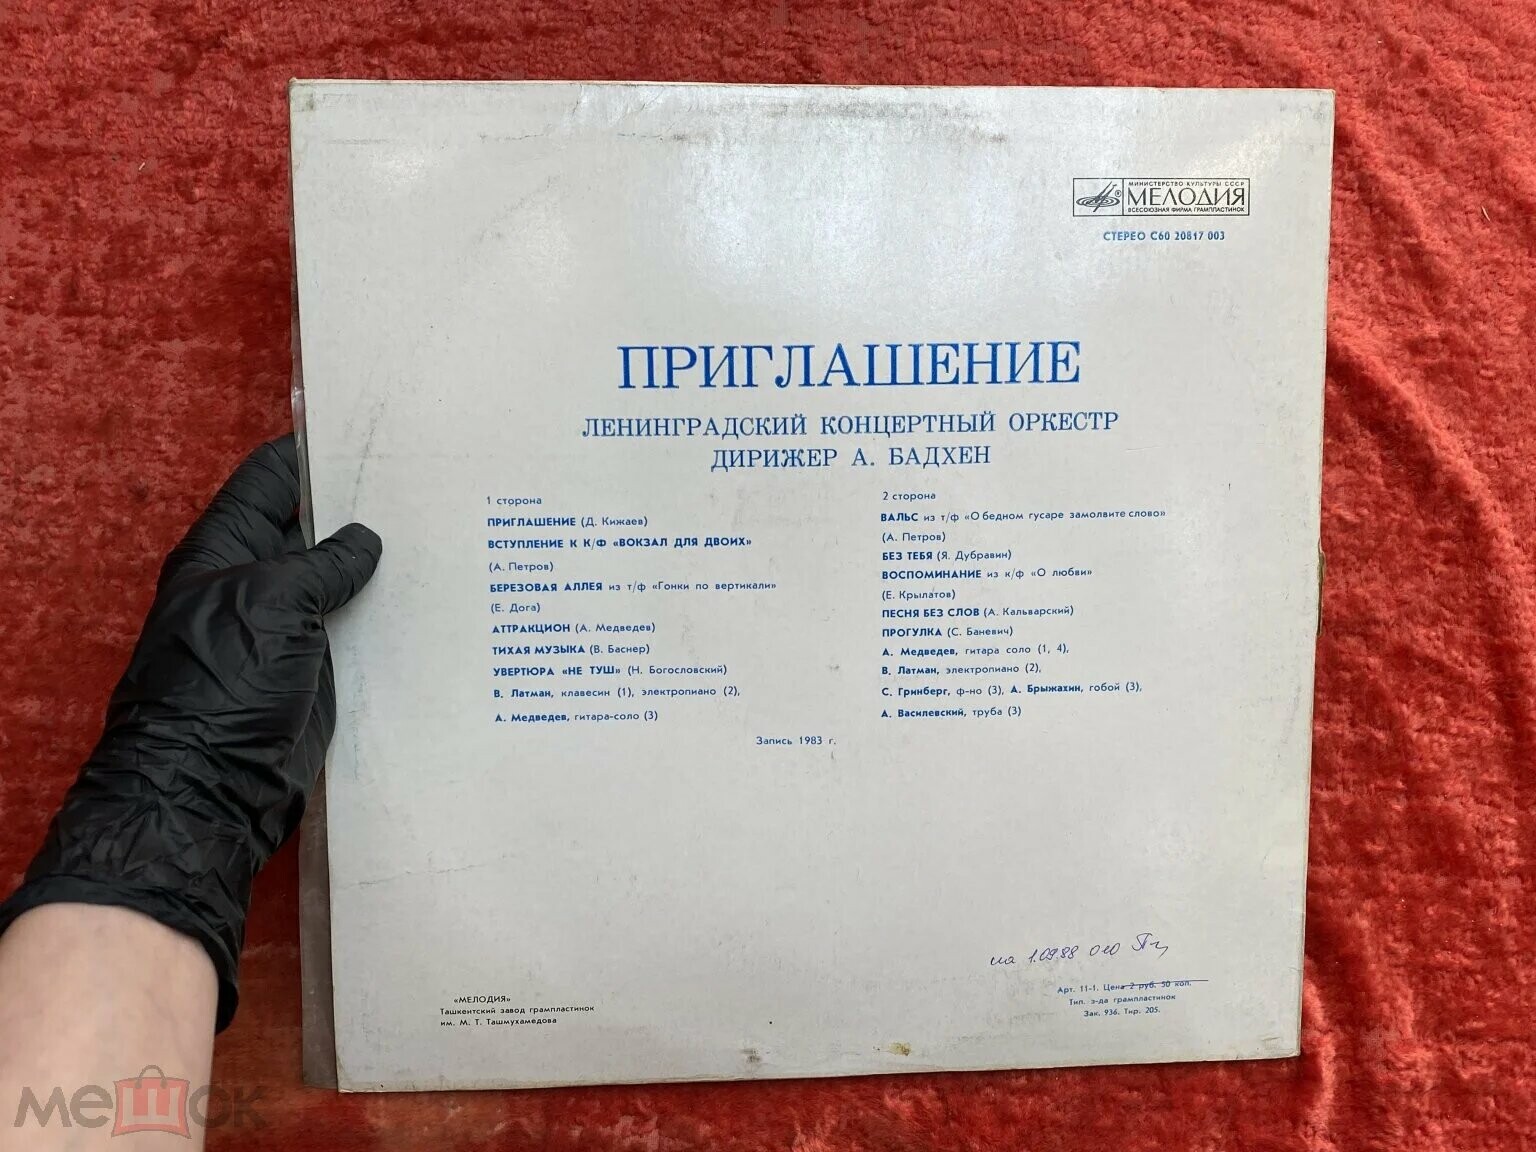 МИНИСТЕРСТВО КУЛЬТУРЫ СССР
МЕЛОДИЯ
ВСЕСОЮЗНАЯ ФИРМА ГРАМПЛАСТИНОК
СТЕРЕО С60 20817 003
ПРИГЛАШЕНИЕ
ЛЕНИНГРАДСКИЙ КОНЦЕРТНЫЙ ОРКЕСТР
ДИРИЖЕР А. БАДХЕН
1 сторона
ПРИГЛАШЕНИЕ (Д. Кижаев)
ВСТУПЛЕНИЕ К К/Ф «ВОКЗАЛ ДЛЯ ДВОИХ»
(А. Петров)
БЕРЕЗОВАЯ АЛЛЕЯ из т/ф «Гонки по вертикали»
(Е. Дога)
АТТРАКЦИОН (А. Медведев)
ТИХАЯ МУЗЫКА (В. Баснер)
УВЕРТЮРА «НЕ ТУШ» (Н. Богословский)
В. Латман, клавесин (1), электропиано (2),
А. Медведев, гитара-соло (3)
2 сторона
ВАЛЬС из т/ф «О бедном гусаре замолвите слово»
(А. Петров)
БЕЗ ТЕБЯ (Я. Дубравин)
ВОСПОМИНАНИЕ из к/ф «О любви»
(Е. Крылатов)
ПЕСНЯ БЕЗ СЛОВ (А. Кальварский)
ПРОГУЛКА (С. Баневич)
А. Медведев, гитара соло (1, 4),
В. Латман, электропиано (2),
С. Гринберг, ф-но (3), А. Брыжахин, гобой (3),
А. Василевский, труба (3)
Запись 1983 г.
на 1.09.88
«МЕЛОДИЯ»
Ташкентский завод грампластинок
им. М. Т. Ташмухамедова
Арт. 11-1. Цена 2 руб. 50 коп.
Тип. з-да грампластинок
Зак. 936. Тир. 205.
мешок